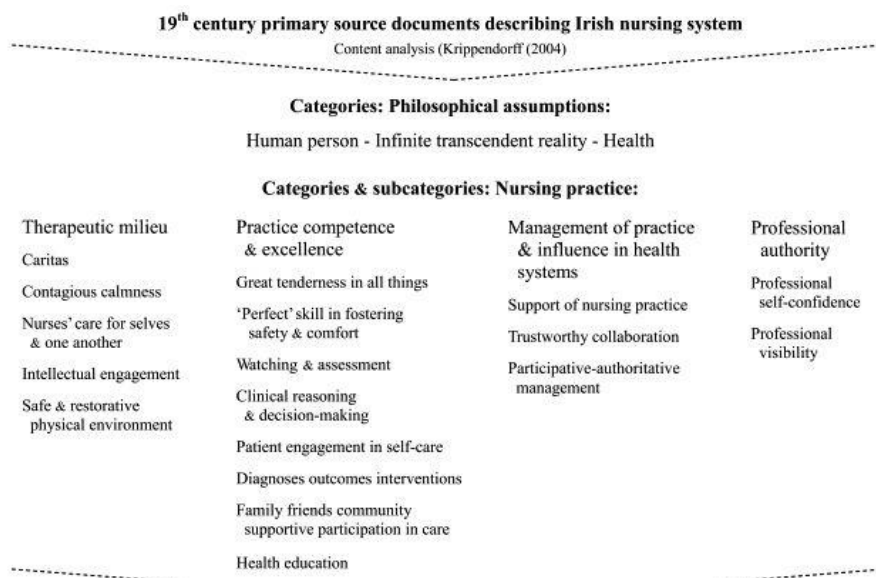 19th century primary source documents describing Irish nursing system
Content analysis (Krippendorff (2004)
Categories: Philosophical assumptions:
Human person - Infinite transcendent reality - Health
Categories & subcategories: Nursing practice:
Therapeutic milieu
Caritas
Contagious calmness
Nurses' care for selves
& one another
Intellectual engagement
Safe & restorative
physical environment
Practice competence
& excellence
Great tenderness in all things
'Perfect' skill in fostering
safety & comfort
Watching & assessment
Clinical reasoning
& decision-making
Patient engagement in self-care
Diagnoses outcomes interventions
Family friends community
supportive participation in care
Health education
Management of practice
& influence in health
systems
Support of nursing practice
Trustworthy collaboration
Participative-authoritative
management
Professional
authority
Professional
self-confidence
Professional
visibility